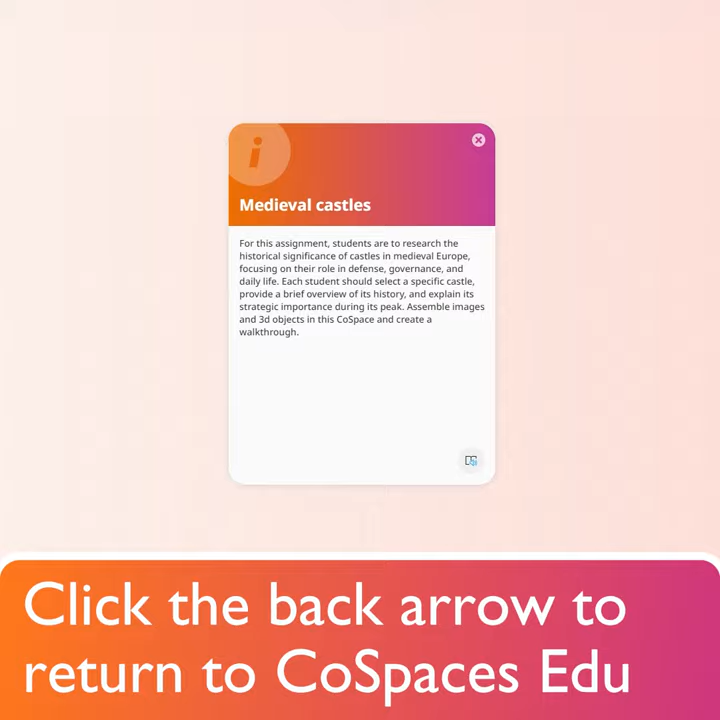 i
Medieval castles
For this assignment, students are to research the
historical significance of castles in medieval Europe,
focusing on their role in defense, governance, and
daily life. Each student should select a specific castle,
provide a brief overview of its history, and explain its
strategic importance during its peak. Assemble images
and 3d objects in this CoSpace and create a
walkthrough.
Click the back arrow to
return to CoSpaces Edu